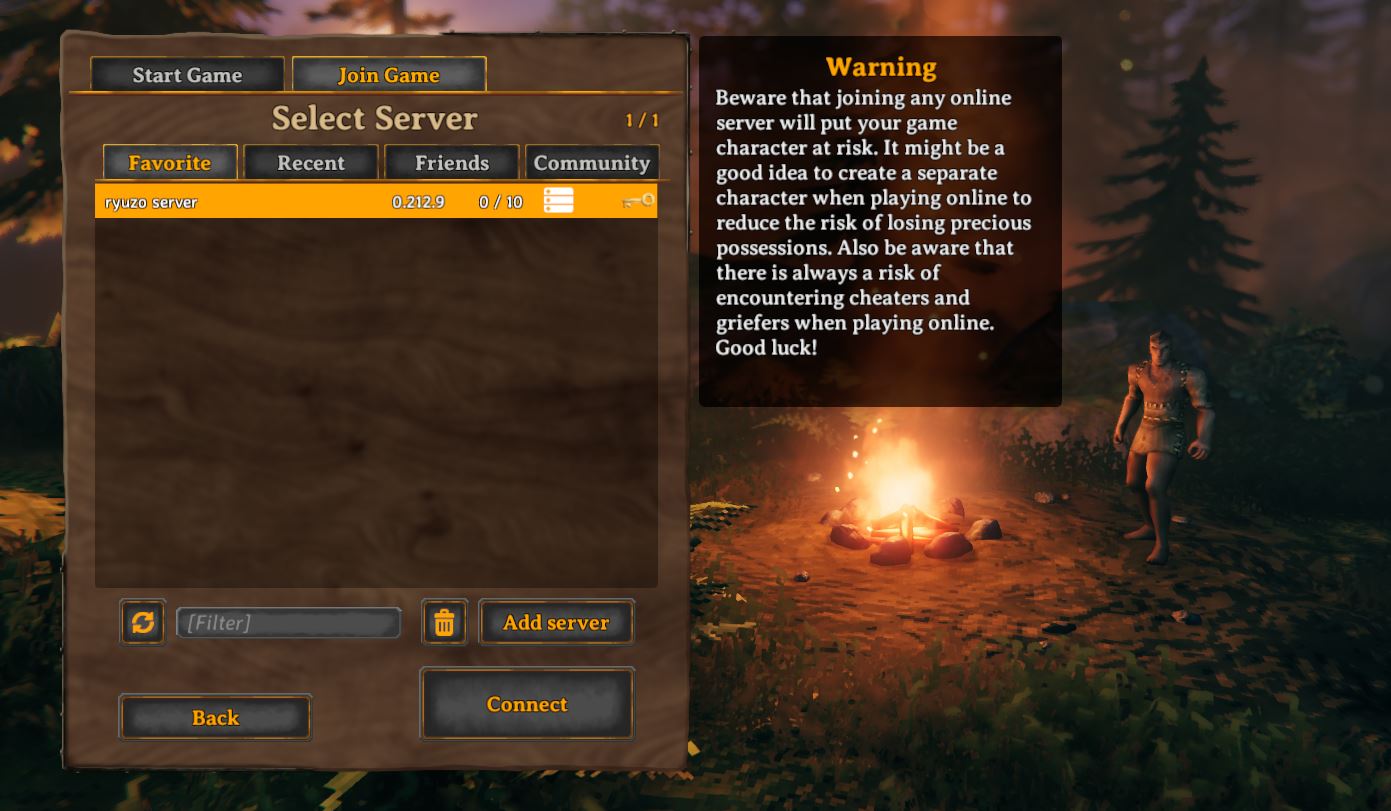 Start Game
Join Game
Select Server
1 / 1
Favorite
Recent
Friends
Community
ryuzo server
0.212.9
0 / 10
[Filter]
Add server
Back
Connect
Warning
Beware that joining any online
server will put your game
character at risk. It might be a
good idea to create a separate
character when playing online to
reduce the risk of losing precious
possessions. Also be aware that
there is always a risk of
encountering cheaters and
griefers when playing online.
Good luck!